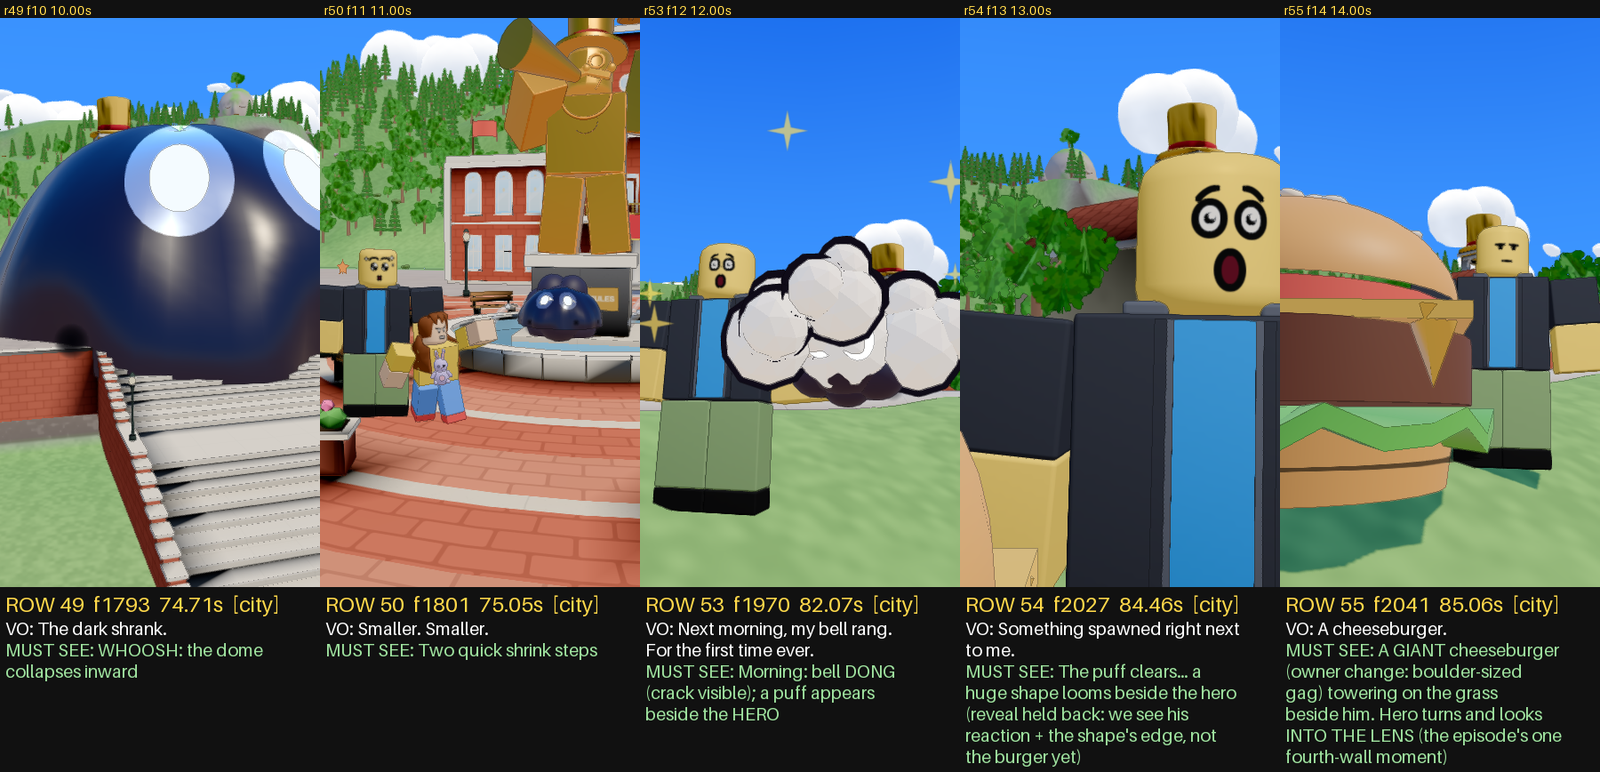 r49 f10 10.00s
r50 f11 11.00s
r53 f12 12.00s
r54 f13 13.00s
r55 f14 14.00s
ROW 49 f1793 74.71s [city]
VO: The dark shrank.
MUST SEE: WHOOSH: the dome
collapses inward
ROW 50 f1801 75.05s [city]
VO: Smaller. Smaller.
MUST SEE: Two quick shrink steps
ROW 53 f1970 82.07s [city]
VO: Next morning, my bell rang.
For the first time ever.
MUST SEE: Morning: bell DONG
(crack visible); a puff appears
beside the HERO
ROW 54 f2027 84.46s [city]
VO: Something spawned right next
to me.
MUST SEE: The puff clears... a
huge shape looms beside the hero
(reveal held back: we see his
reaction + the shape's edge, not
the burger yet)
ROW 55 f2041 85.06s [city]
VO: A cheeseburger.
MUST SEE: A GIANT cheeseburger
(owner change: boulder-sized
gag) towering on the grass
beside him. Hero turns and looks
INTO THE LENS (the episode's one
fourth-wall moment)